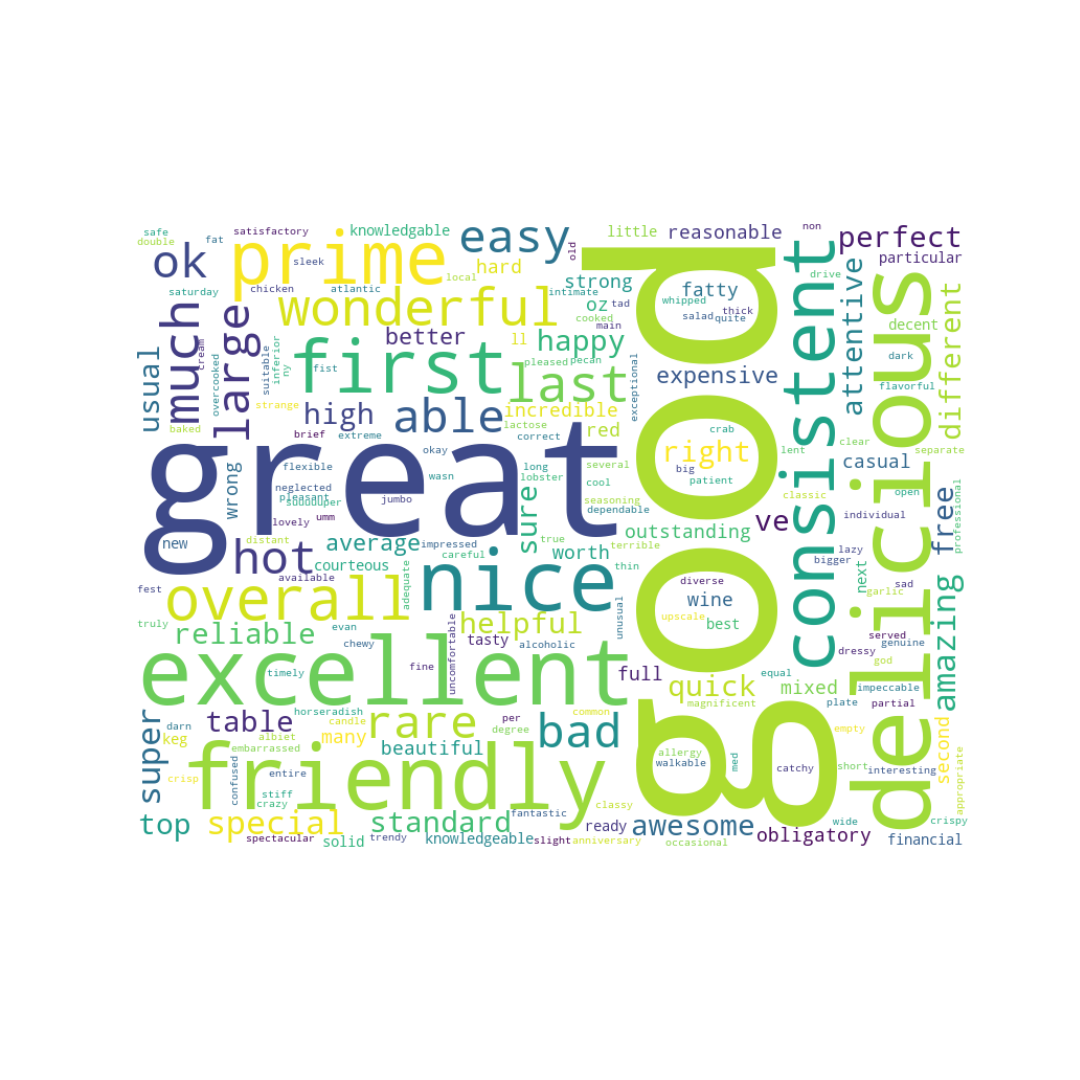 safe
double
fat
satisfactory
knowledgable
easy
old
little
reasonable
non
perfect
particular
ok
prime
sleek
hard
local
strong
consistent
drive
attentive
saturday
chicken
atlantic
intimate
oz
fatty
whipped
thick
wonderful
much
large
cream
better
ll
cooked
tad
main
happy
salad
quite
decent
different
delicious
usual
overcooked
suitable
inferior
ny
first
fist
pleased
pecan
last
exceptional
expensive
dark
flavorful
strange
baked
high
able
incredible
lactose
red
good
great
brief
extreme
okay
correct
several
right
crab
big
patient
lent
clear
separate
casual
wrong
flexible
neglected
pleasant
suddduper
lovely
umm
jumbo
wasn
long
lobster
cool
seasoning
dependable
sure
ve
classic
open
individual
free
professional
new
distant
hot
average
impressed
careful
true
worth
terrible
outstanding
lazy
bigger
next
sad
fest
available
courteous
adequate
nice
thin
diverse
wine
garlic
amazing
overall
upscale
best
served
genuine
dressy
god
truly
reliable
evan
chewy
uncomfortable
helpful
tasty
alcoholic
unusual
excellent
timely
fine
full
quick
equal
mixed
impeccable
plate
partial
magnificent
super
darn
keg
table
horseradish
candle
many
rare
per
degree
common
bad
empty
second
albiet
embarrassed
confused
beautiful
friendly
allergy
walkable
med
catchy
short
interesting
appropriate
crisp
entire
stiff
crazy
classy
top
special
standard
fantastic
ready
awesome
obligatory
wide
crispy
spectacular
solid
trendy
knowledgeable
slight
anniversary
occasional
financial